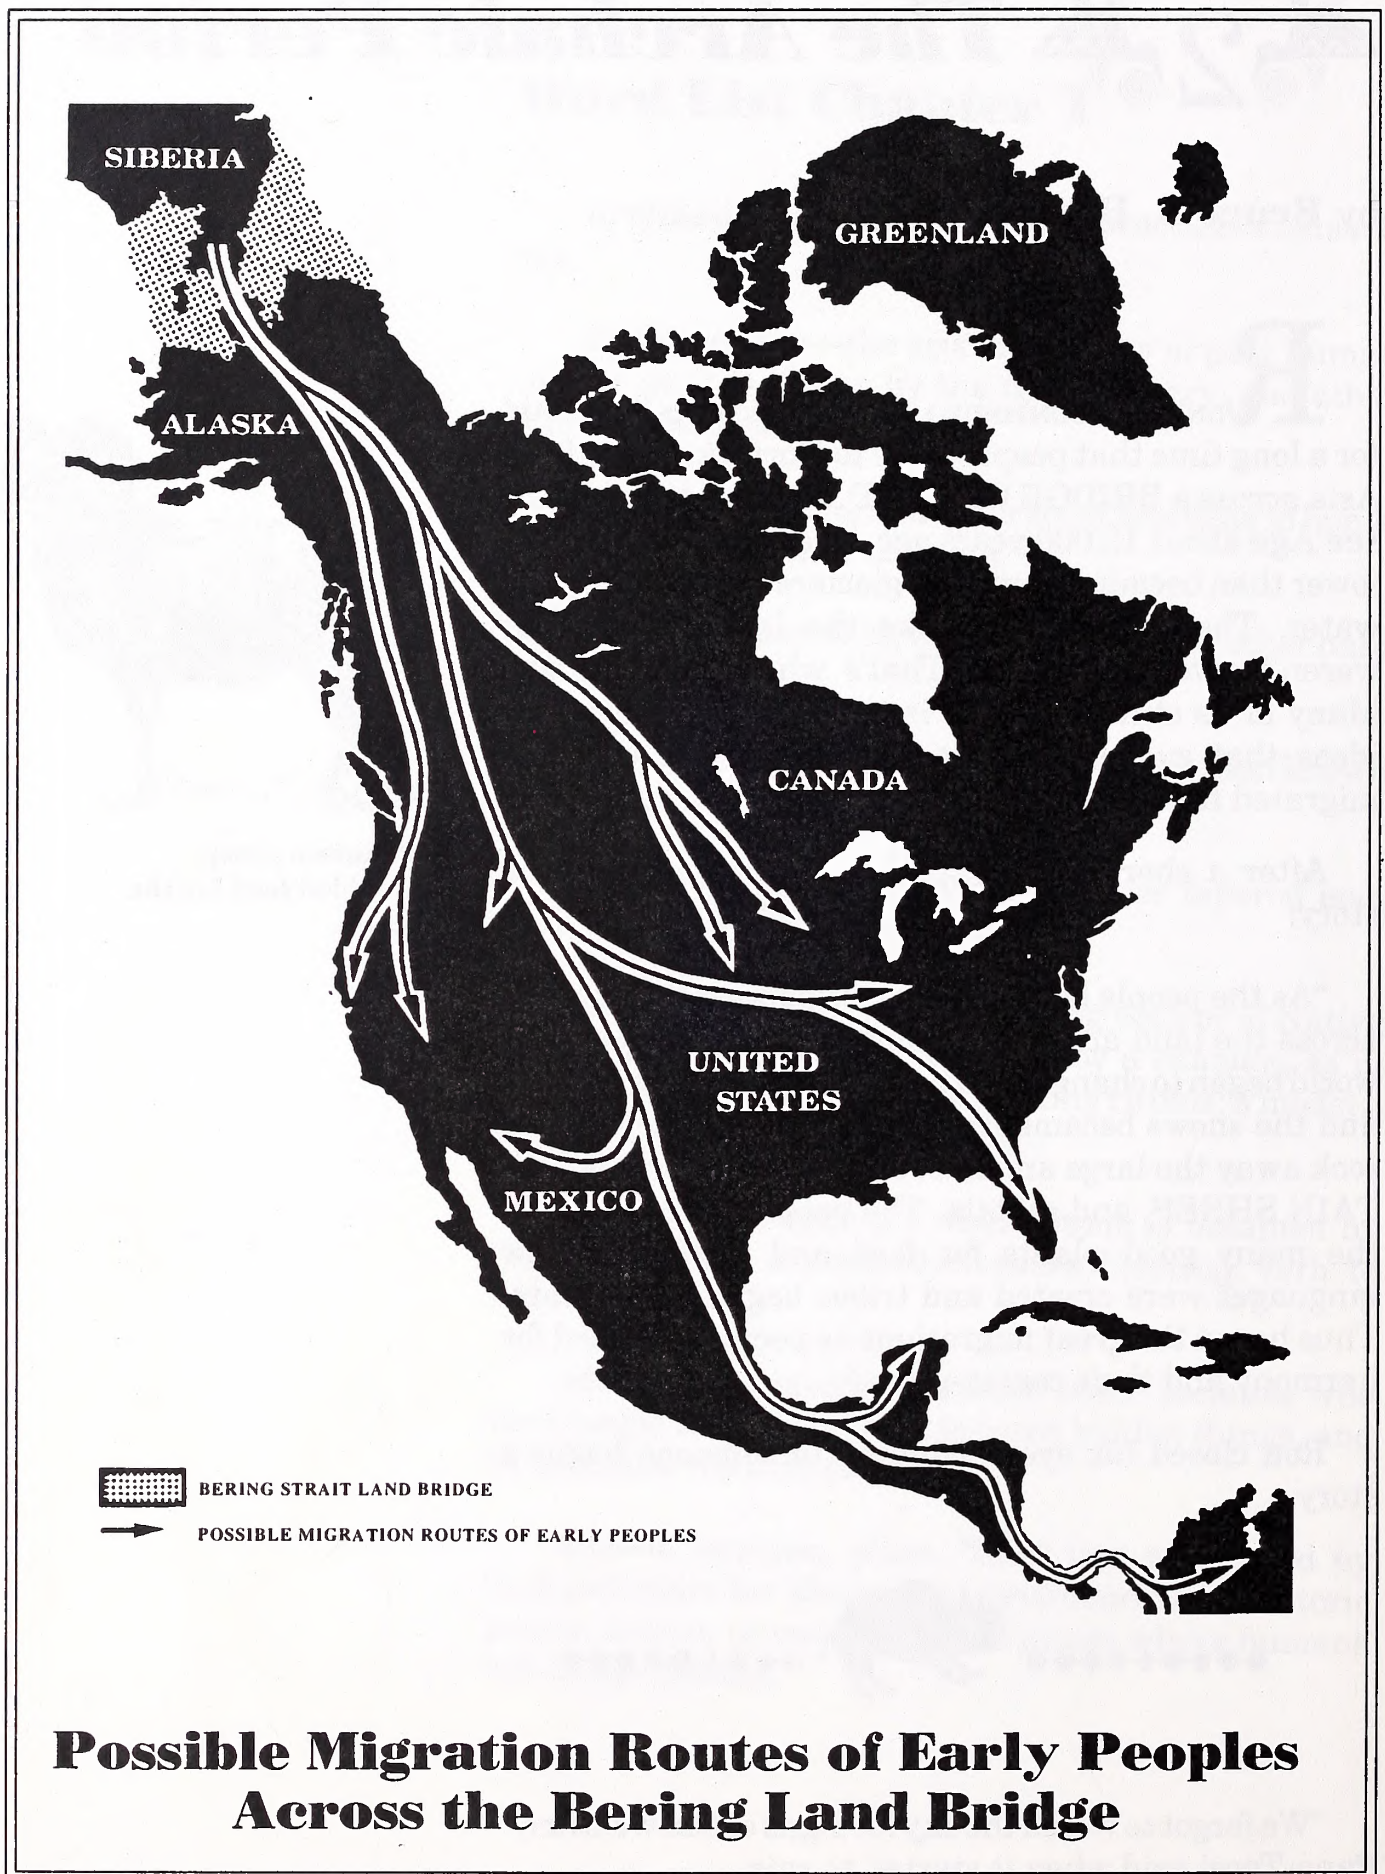 SIBERIA
GREENLAND
ALASKA
CANADA
UNITED
STATES
MEXICO
BERING STRAIT LAND BRIDGE
POSSIBLE MIGRATION ROUTES OF EARLY PEOPLES
Possible Migration Routes of Early Peoples
Across the Bering Land Bridge